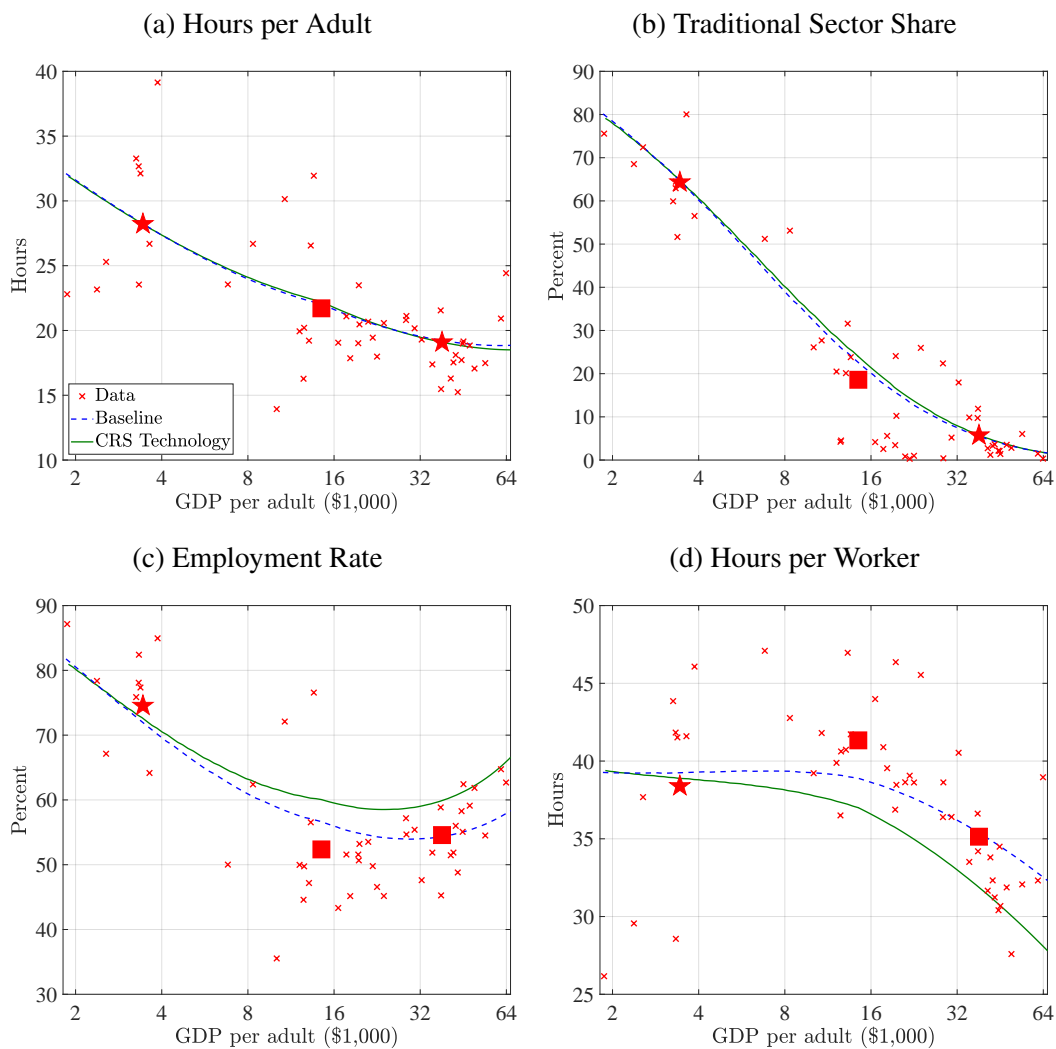 (a) Hours per Adult
40
35
30
25
20
15
10
Hours
Data
Baseline
CRS Technology
2 4 8 16 32 64
GDP per adult ($1,000)
(b) Traditional Sector Share
90
80
70
60
50
40
30
20
10
0
Percent
2 4 8 16 32 64
GDP per adult ($1,000)
(c) Employment Rate
90
80
70
60
50
40
30
Percent
2 4 8 16 32 64
GDP per adult ($1,000)
(d) Hours per Worker
50
45
40
35
30
25
Hours
2 4 8 16 32 64
GDP per adult ($1,000)